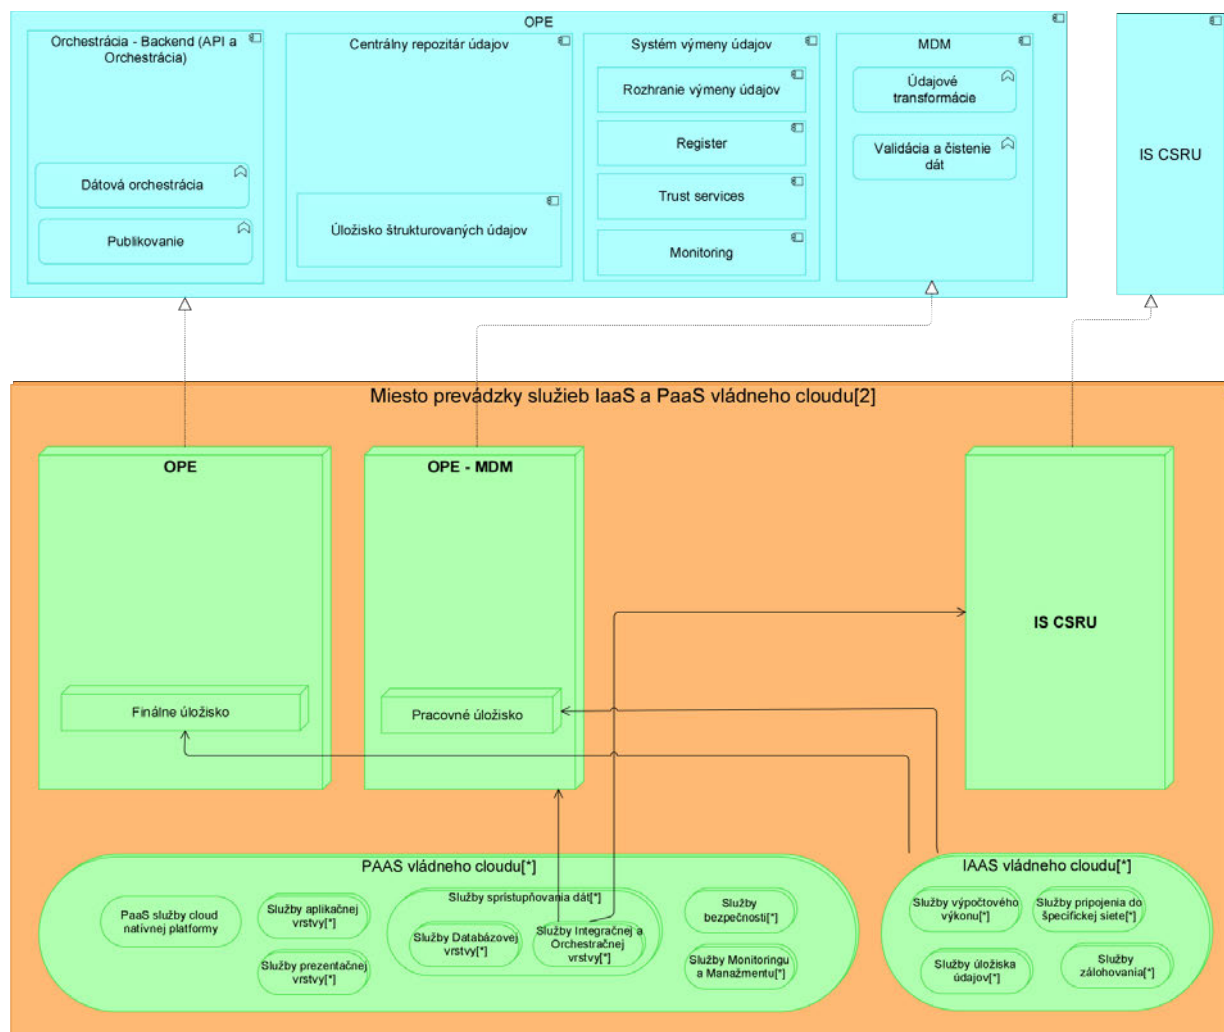 OPE
Orchestrácia - Backend (API a
Orchestrácia)
Dátová orchestrácia
Publikovanie
Centrálny repozitár údajov
Úložisko štrukturovaných údajov
Systém výmeny údajov
Rozhranie výmeny údajov
Register
Trust services
Monitoring
MDM
Údajové
transformácie
Validácia a čistenie
dát
IS CSRU
Miesto prevádzky služieb IaaS a PaaS vládneho cloudu[2]
OPE
Finálne úložisko
OPE - MDM
Pracovné úložisko
IS CSRU
PAAS vládneho cloudu[*]
PaaS služby cloud
natívnej platformy
Služby aplikačnej
vrstvy[*]
Služby prezentačnej
vrstvy[*]
Služby sprístupňovania dát[*]
Služby Databázovej
vrstvy[*]
Služby Integračnej a
Orchestračnej
vrstvy[*]
Služby
bezpečnosti[*]
Služby Monitoringu
a Manažmentu[*]
IAAS vládneho cloudu[*]
Služby výpočtového
výkonu[*]
Služby pripojenia do
špecifickej siete[*]
Služby úložiska
údajov[*]
Služby
zálohovania[*]